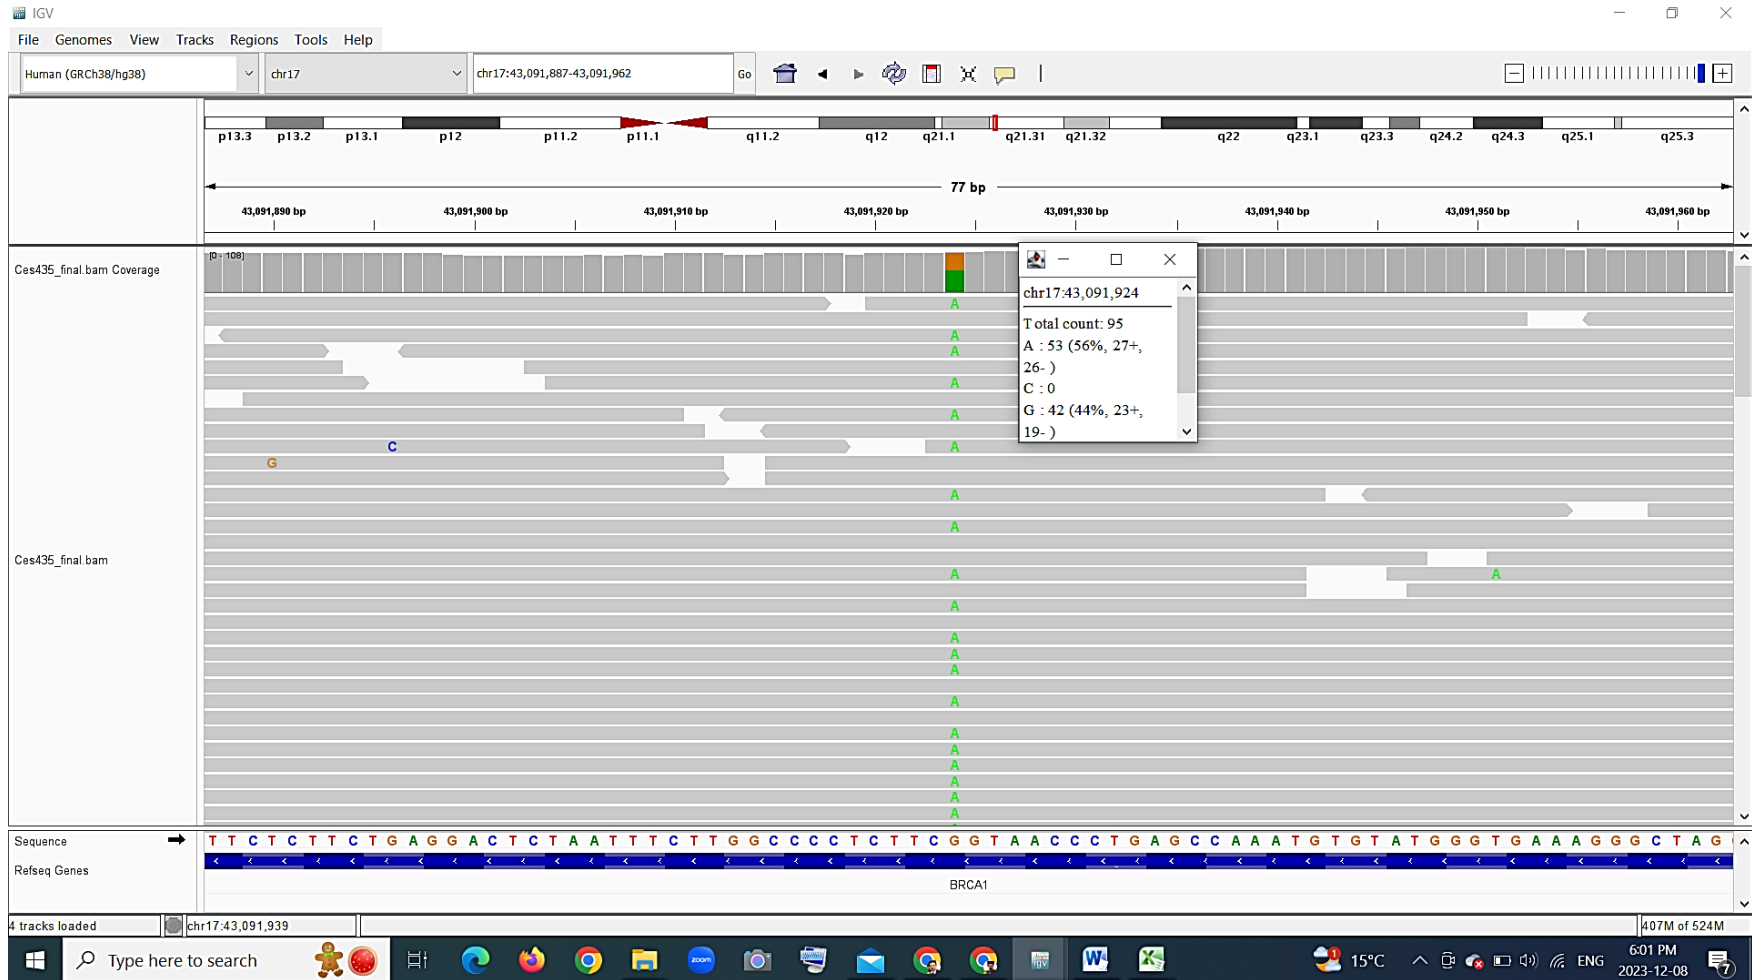 IGV
File Genomes View Tracks Regions Tools Help
Human (GRCh38/hg38) chr17 chr17:43,091,887-43,091,962 Go
p13.3 p13.2 p13.1 p12 p11.2 p11.1 q11.2 q12 q21.1 q21.31 q21.32 q22 q23.1 q23.3 q24.2 q24.3 q25.1 q25.3
77 bp
43,091,890 bp 43,091,900 bp 43,091,910 bp 43,091,920 bp 43,091,930 bp 43,091,940 bp 43,091,950 bp 43,091,960 bp
[0 - 108]
Ces435_final.bam Coverage
chr17:43,091,924
Total count: 95
A : 53 (56%, 27+,
26- )
C : 0
G : 42 (44%, 23+,
19- )
A
A
A
A
A
C A
G
A
A
Ces435_final.bam
A A
A
A
A
A
A
A
A
A
A
A
A
Sequence T T C T C T T C T G A G G A C T C T A A T T T C T T G G C C C C T C T T C G G T A A C C C T G A G C C A A A T G T G T A T G G G T G A A A G G G C T A G
Refseq Genes
BRCA1
4 tracks loaded chr17:43,091,939 407M of 524M
Type here to search zoom igv W X 1 15°C ENG 6:01 PM
2023-12-08 7